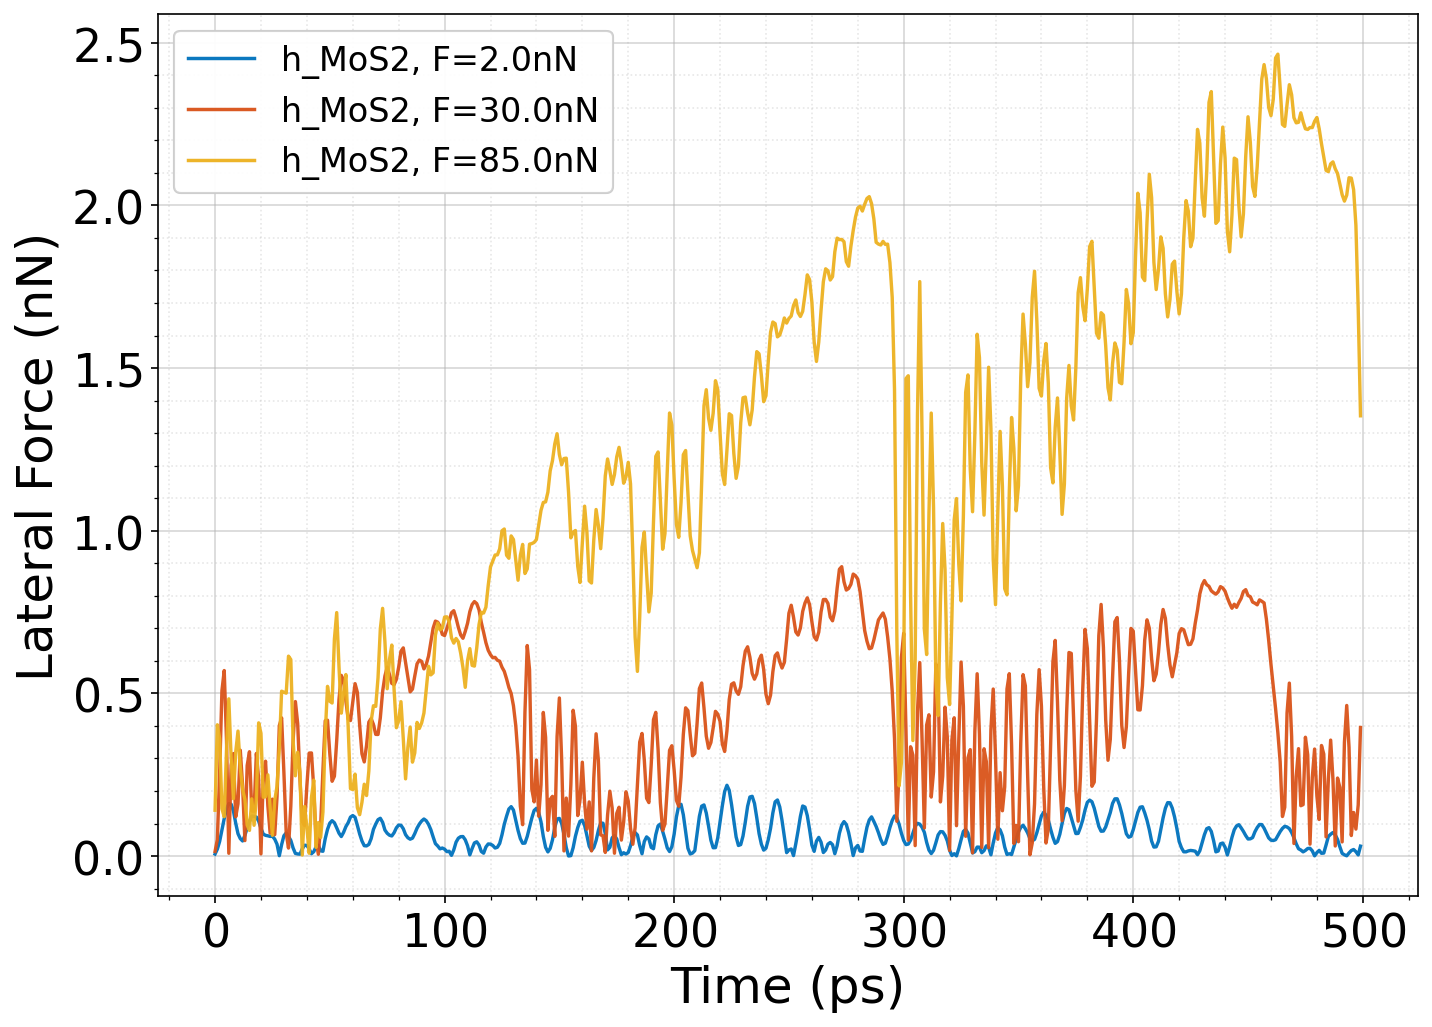 h_MoS2, F=2.0nN
h_MoS2, F=30.0nN
h_MoS2, F=85.0nN
2.5
2.0
1.5
1.0
0.5
0.0
Lateral Force (nN)
0 100 200 300 400 500
Time (ps)